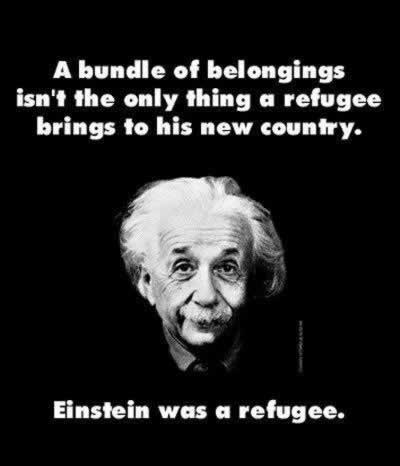 A bundle of belongings
isn't the only thing a refugee
brings to his new country.
Einstein was a refugee.